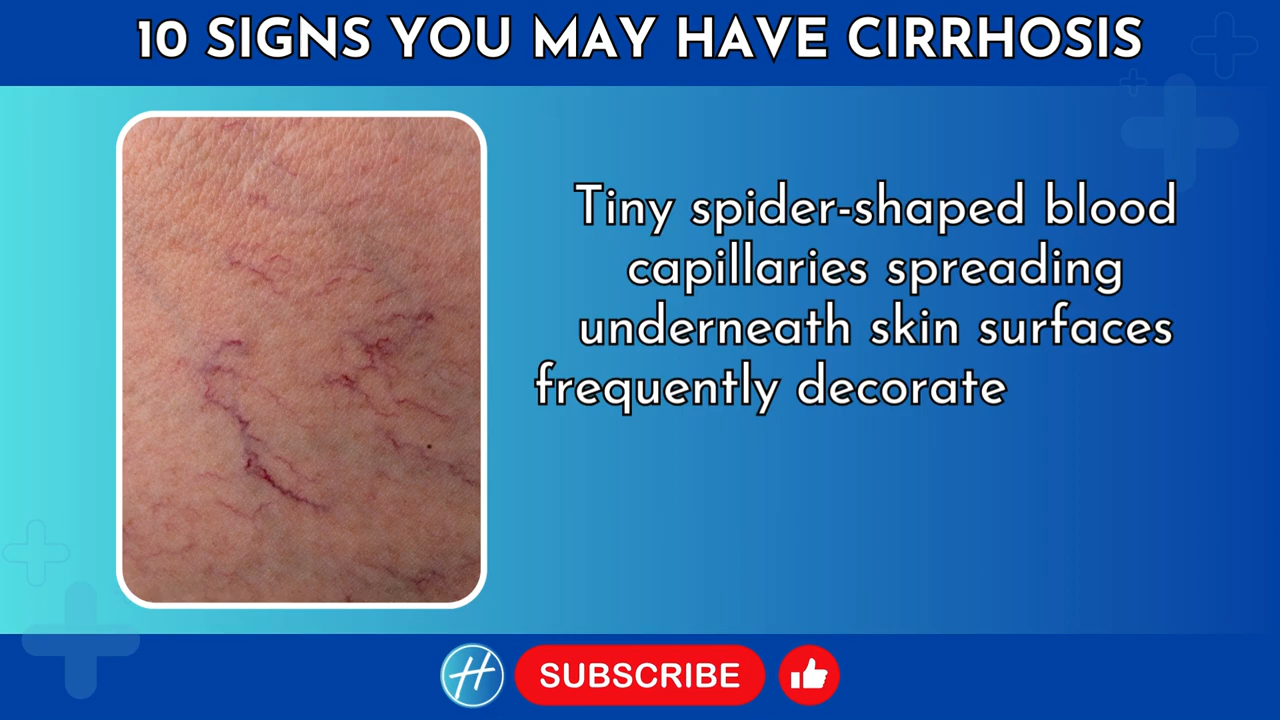 10 SIGNS YOU MAY HAVE CIRRHOSIS
Tiny spider-shaped blood
capillaries spreading
underneath skin surfaces
frequently decorate
SUBSCRIBE